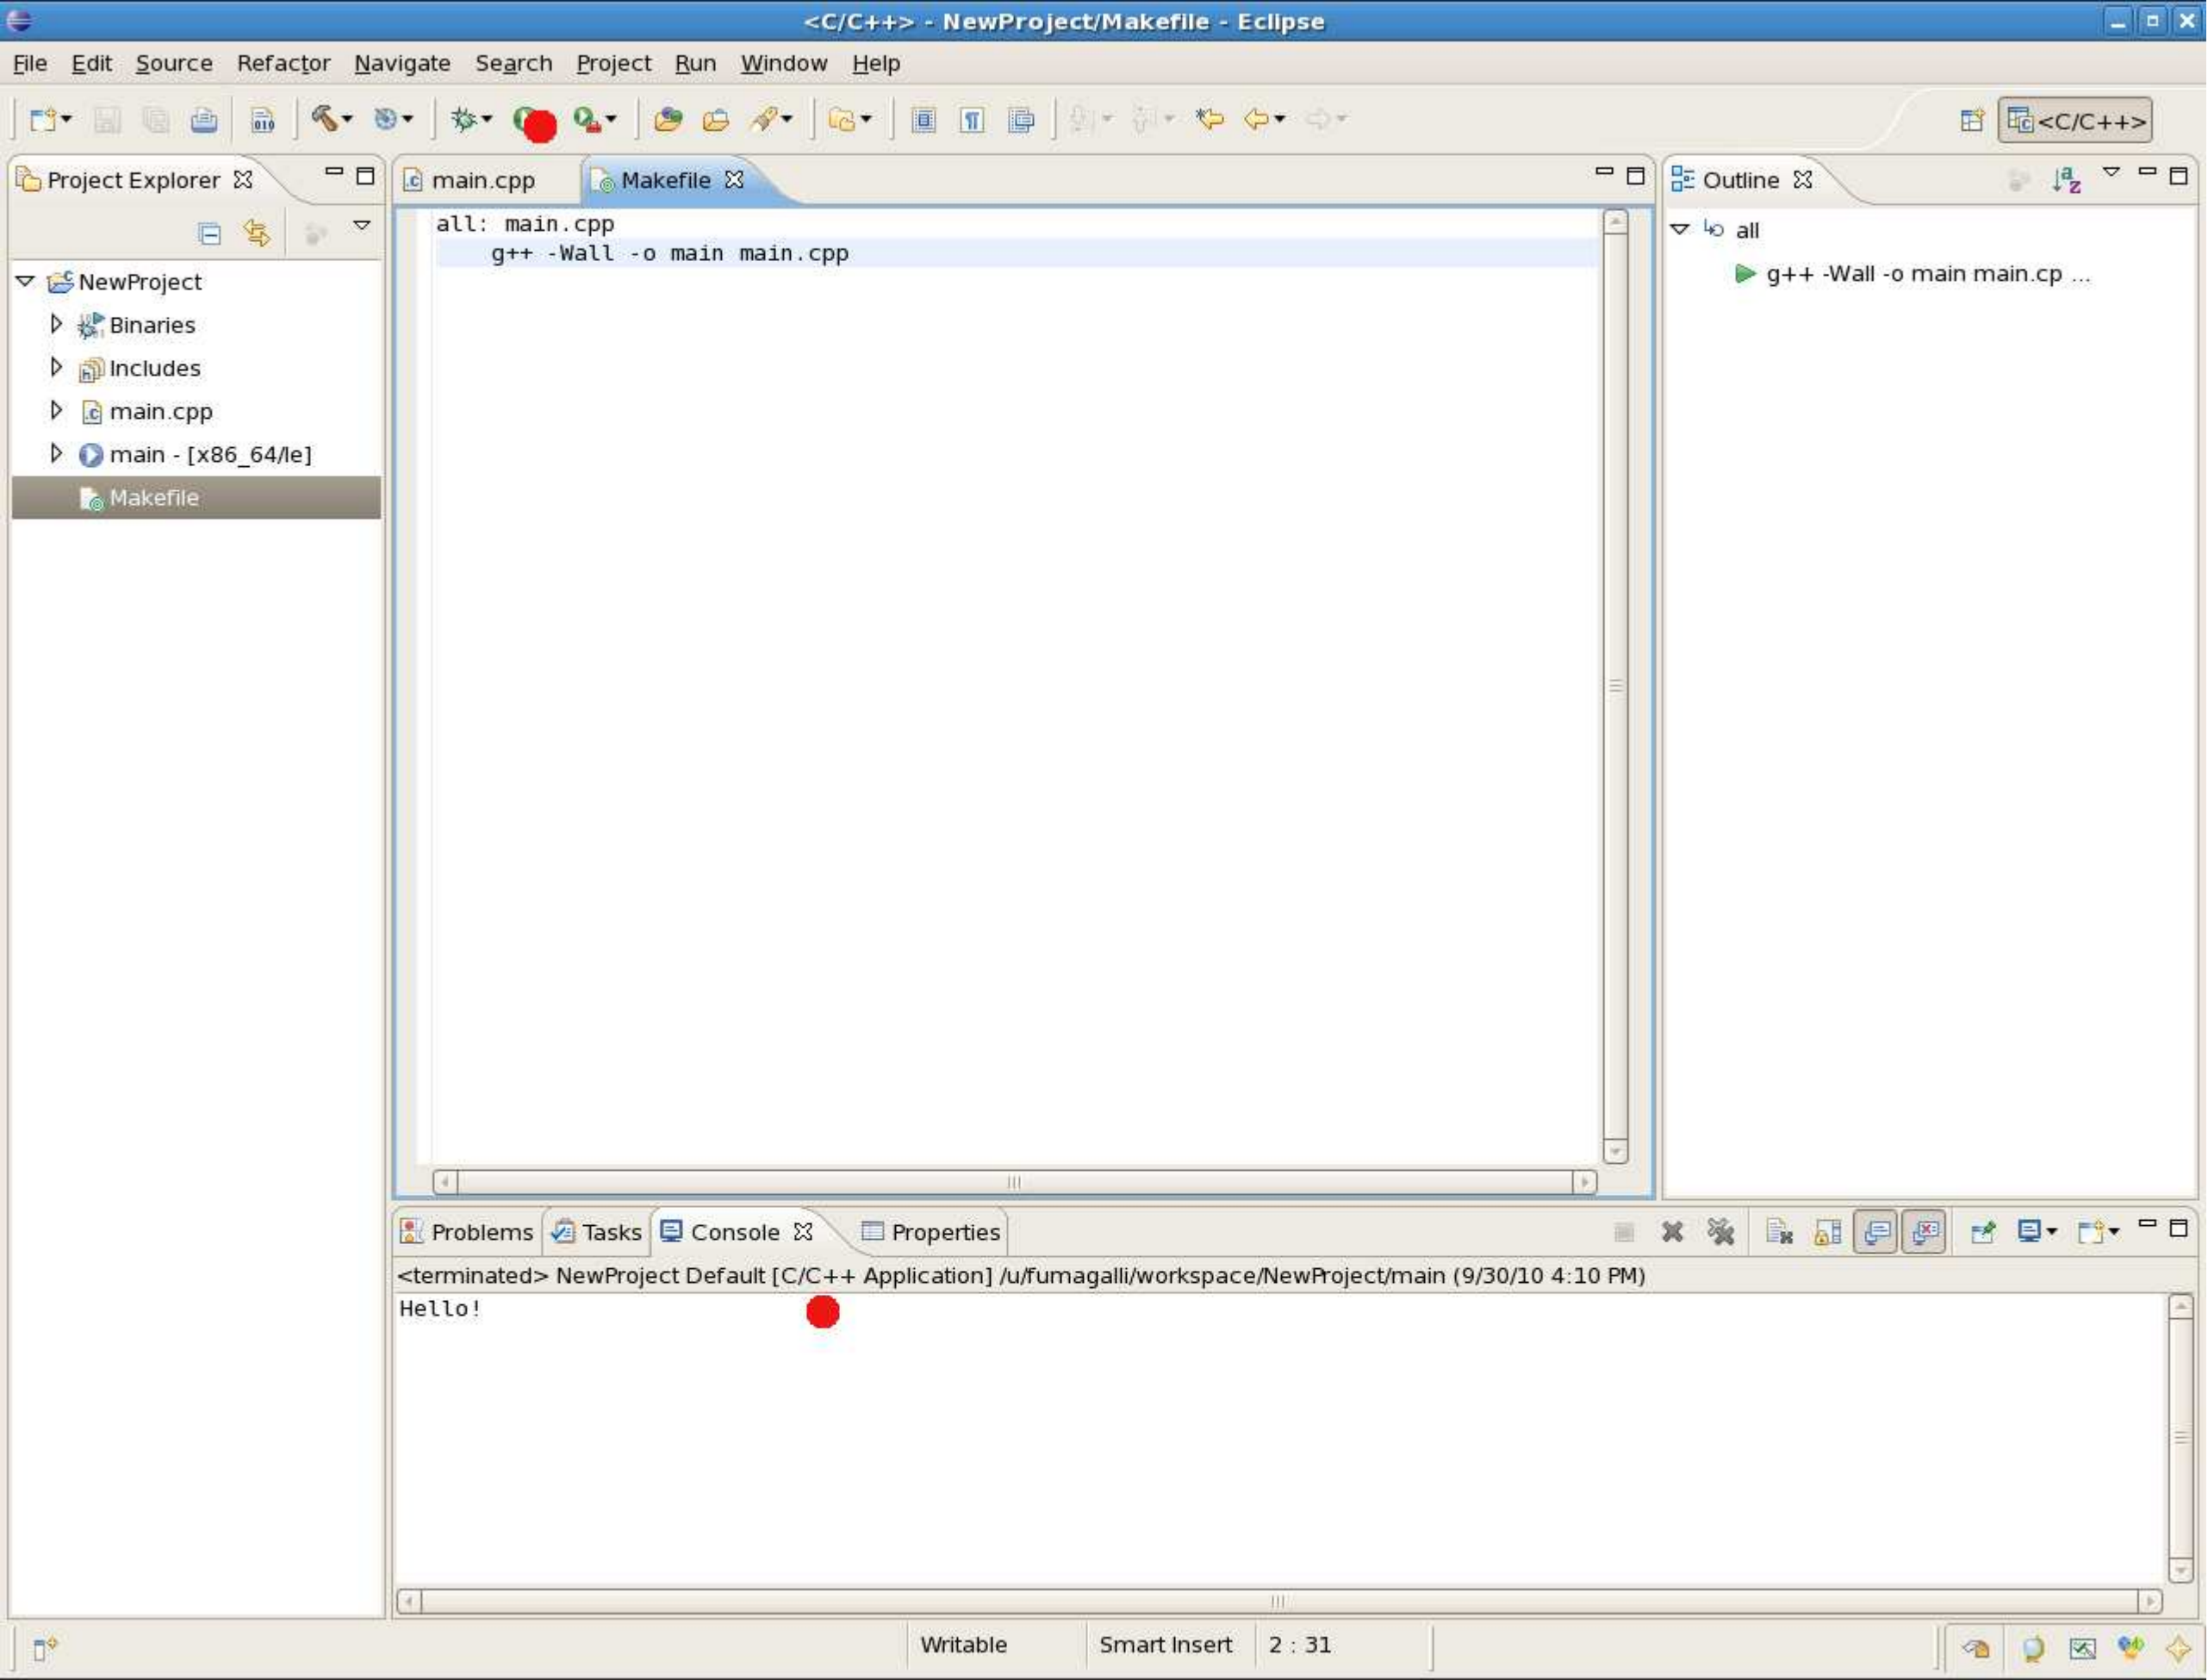 <C/C++> - NewProject/Makefile - Eclipse
File Edit Source Refactor Navigate Search Project Run Window Help
<C/C++>
Project Explorer
NewProject
Binaries
Includes
main.cpp
main - [x86_64/le]
Makefile
main.cpp Makefile
all: main.cpp
g++ -Wall -o main main.cpp
Outline
all
g++ -Wall -o main main.cp ...
Problems Tasks Console Properties
<terminated> NewProject Default [C/C++ Application] /u/fumagalli/workspace/NewProject/main (9/30/10 4:10 PM)
Hello!
Writable Smart Insert 2 : 31